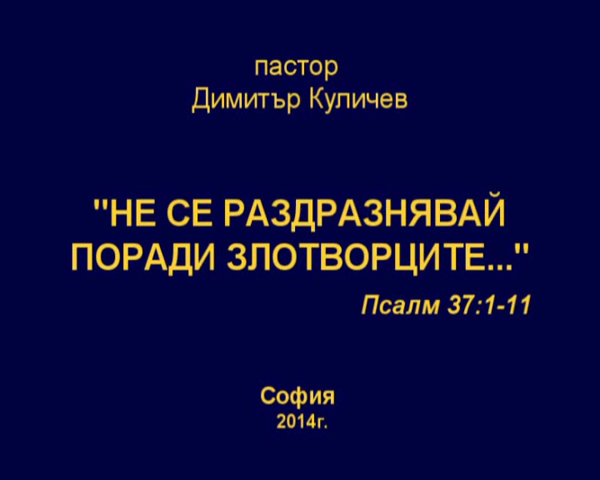 пастор
Димитър Куличев
"НЕ СЕ РАЗДРАЗНЯВАЙ
ПОРАДИ ЗЛОТВОРЦИТЕ..."
Псалм 37:1-11
София
2014г.